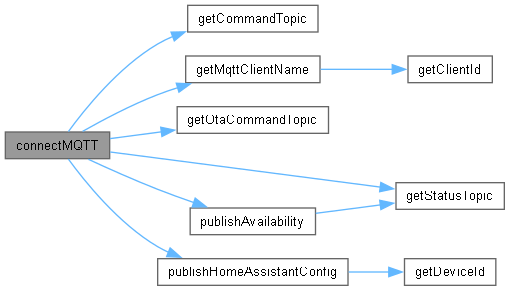 getCommandTopic
getMqttClientName
getClientId
getOtaCommandTopic
connectMQTT
getStatusTopic
publishAvailability
publishHomeAssistantConfig
getDeviceId